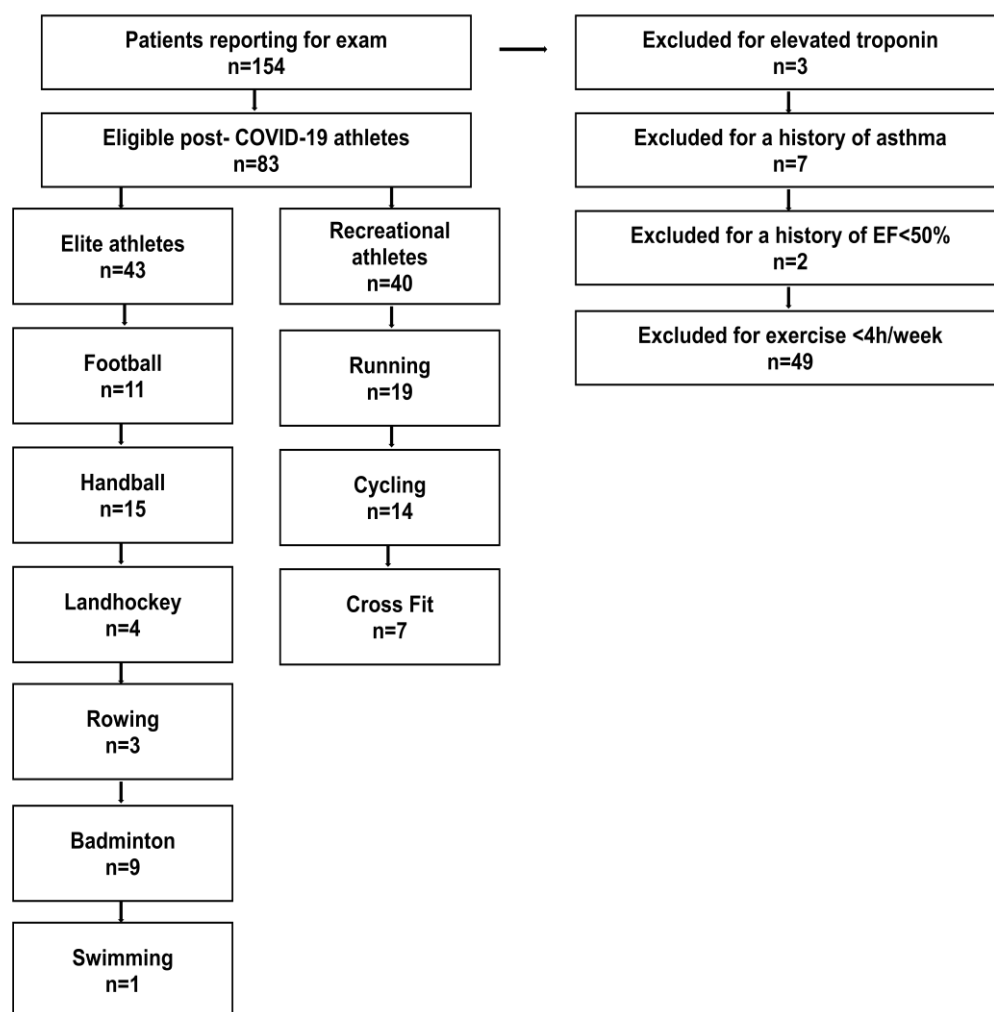 Patients reporting for exam
n=154
Excluded for elevated troponin
n=3
Eligible post- COVID-19 athletes
n=83
Excluded for a history of asthma
n=7
Elite athletes
n=43
Recreational
athletes
n=40
Excluded for a history of EF<50%
n=2
Football
n=11
Running
n=19
Excluded for exercise <4h/week
n=49
Handball
n=15
Cycling
n=14
Landhockey
n=4
Cross Fit
n=7
Rowing
n=3
Badminton
n=9
Swimming
n=1